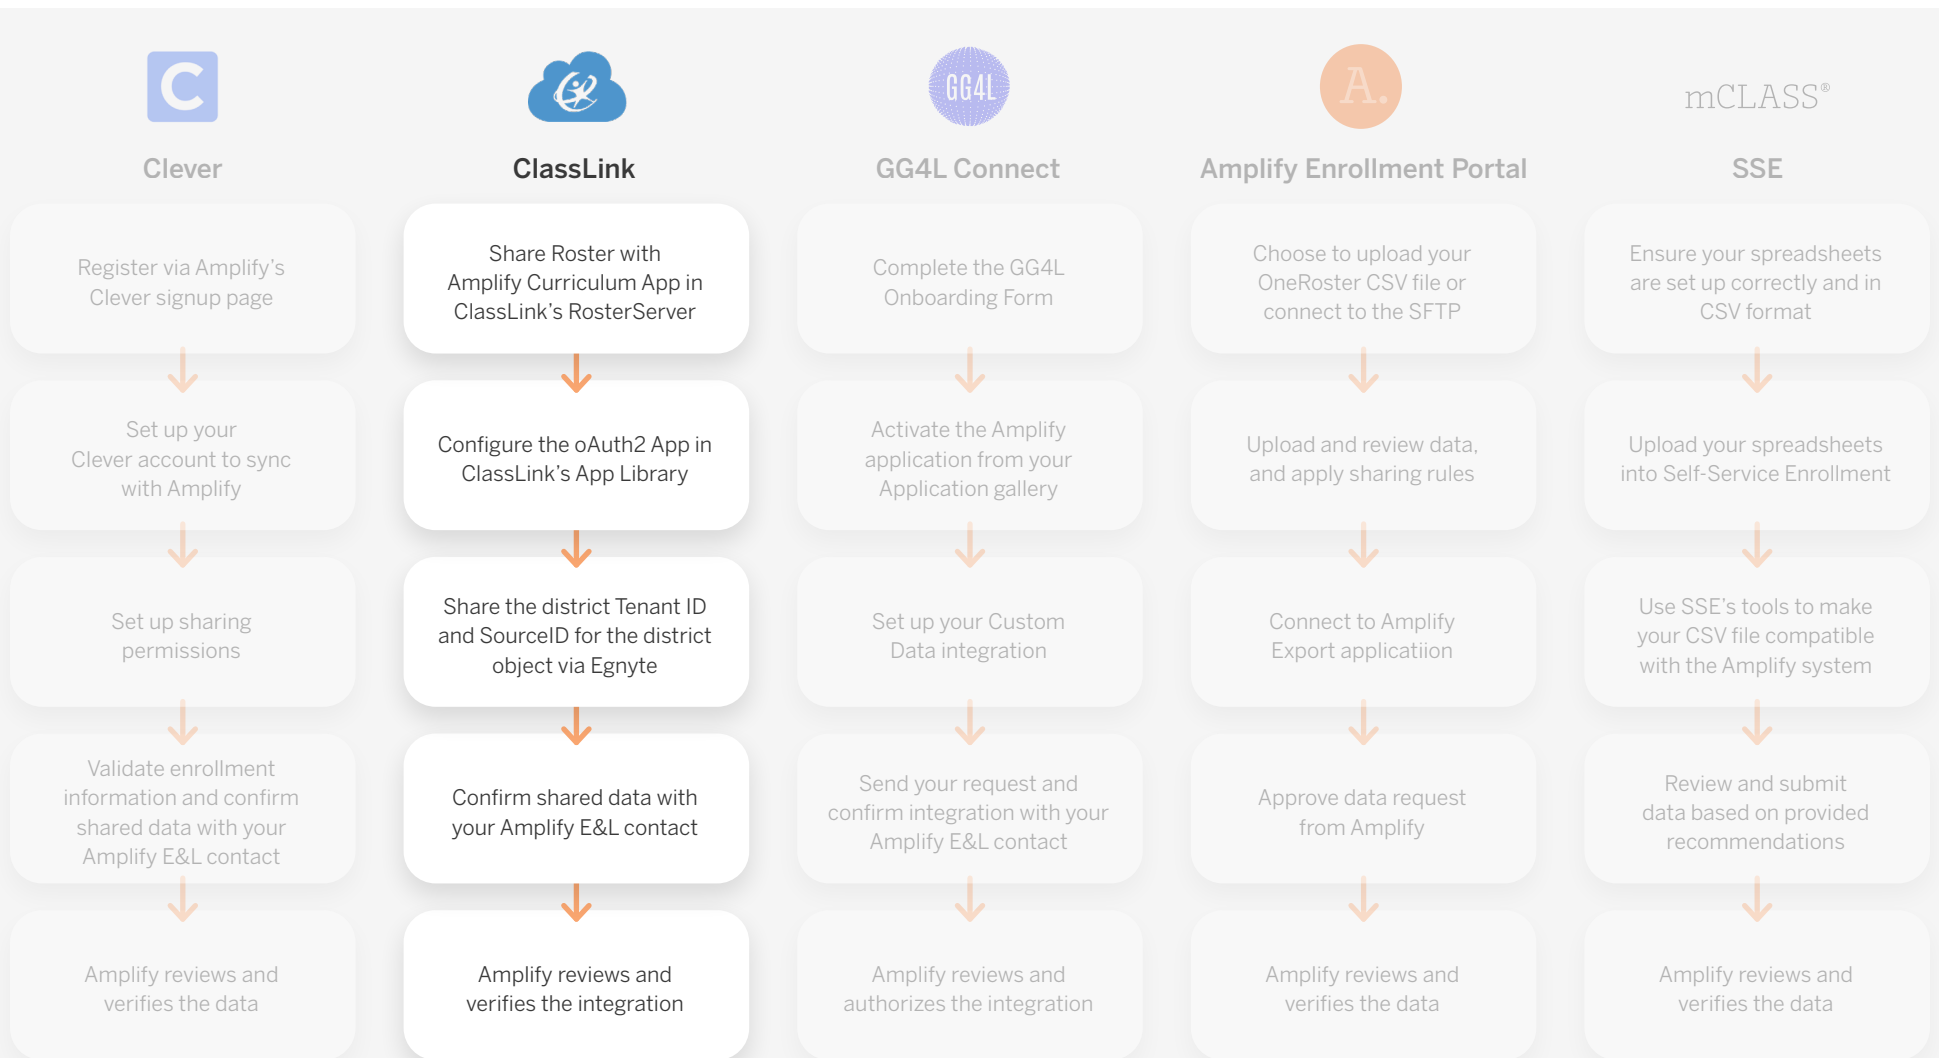 C
GG4L
A.
mCLASS®
Clever
ClassLink
GG4L Connect
Amplify Enrollment Portal
SSE
Register via Amplify's
Clever signup page
Set up your
Clever account to sync
with Amplify
Set up sharing
permissions
Validate enrollment
information and confirm
shared data with your
Amplify E&L contact
Amplify reviews and
verifies the data
Share Roster with
Amplify Curriculum App in
ClassLink's RosterServer
Configure the oAuth2 App in
ClassLink's App Library
Share the district Tenant ID
and SourceID for the district
object via Egnyte
Confirm shared data with
your Amplify E&L contact
Amplify reviews and
verifies the integration
Complete the GG4L
Onboarding Form
Activate the Amplify
application from your
Application gallery
Set up your Custom
Data integration
Send your request and
confirm integration with your
Amplify E&L contact
Amplify reviews and
authorizes the integration
Choose to upload your
OneRoster CSV file or
connect to the SFTP
Upload and review data,
and apply sharing rules
Connect to Amplify
Export applicatiion
Approve data request
from Amplify
Amplify reviews and
verifies the data
Ensure your spreadsheets
are set up correctly and in
CSV format
Upload your spreadsheets
into Self-Service Enrollment
Use SSE's tools to make
your CSV file compatible
with the Amplify system
Review and submit
data based on provided
recommendations
Amplify reviews and
verifies the data